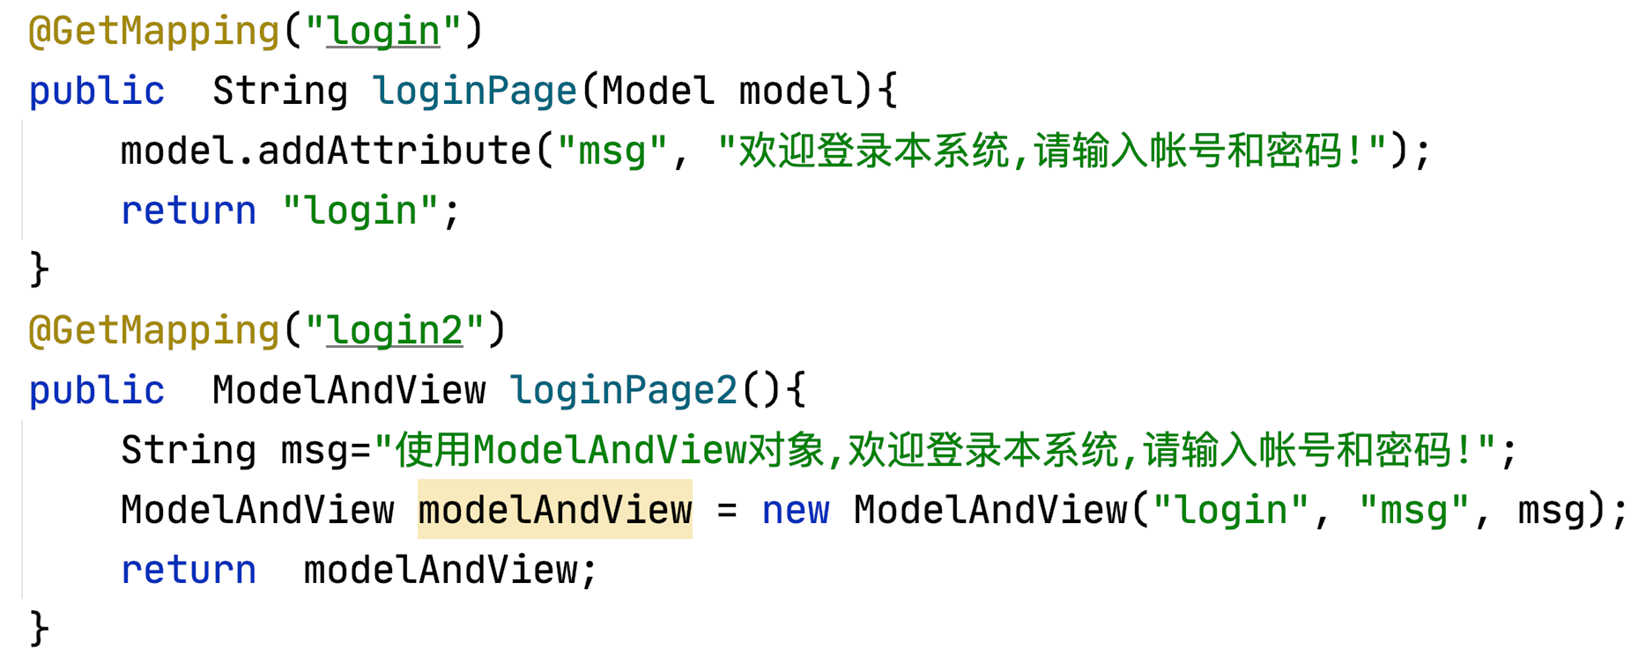 @GetMapping("login")
public  String loginPage(Model model){
    model.addAttribute("msg", "欢迎登录本系统,请输入帐号和密码!");
    return "login";
}
@GetMapping("login2")
public  ModelAndView loginPage2(){
    String msg="使用ModelAndView对象,欢迎登录本系统,请输入帐号和密码!";
    ModelAndView modelAndView = new ModelAndView("login", "msg", msg);
    return  modelAndView;
}